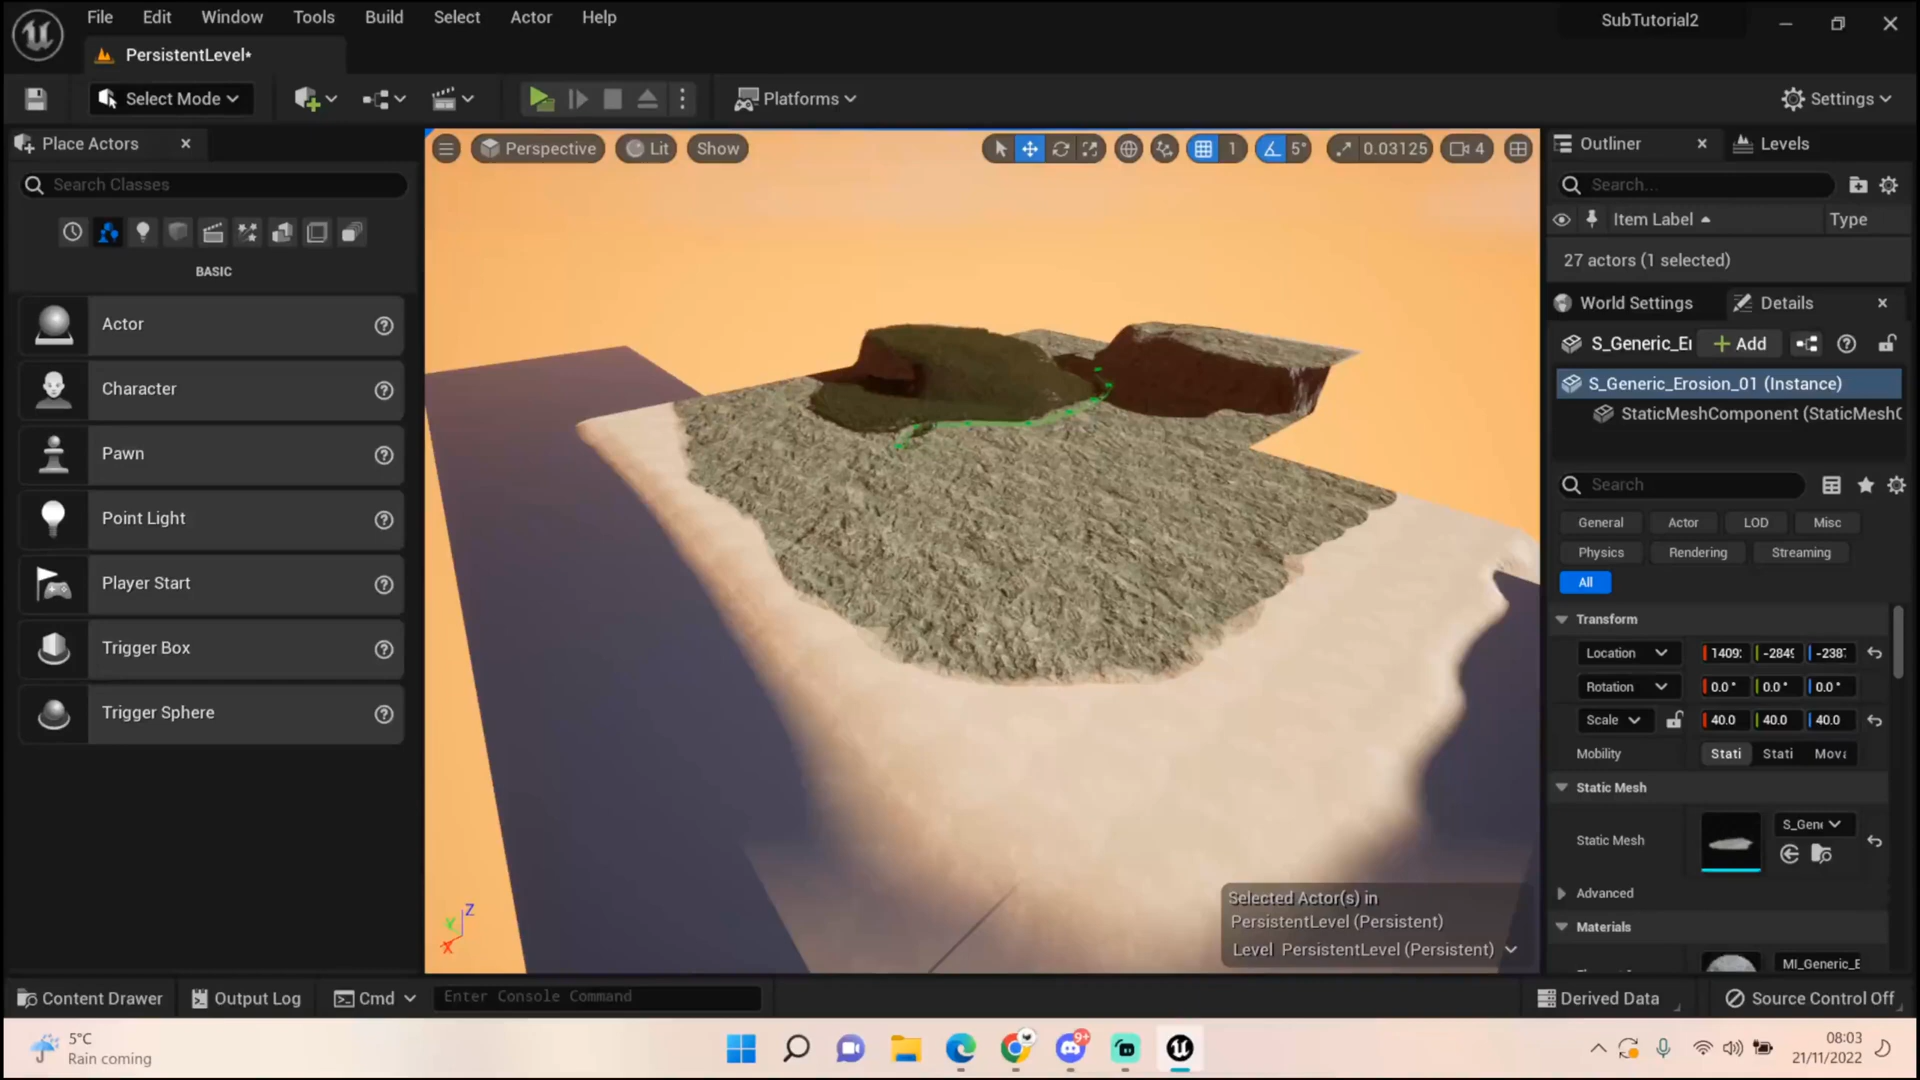 File Edit Window Tools Build Select Actor Help
SubTutorial2
PersistentLevel*
Select Mode
Platforms
Settings
Place Actors
Search Classes
BASIC
Actor
Character
Pawn
Point Light
Player Start
Trigger Box
Trigger Sphere
Perspective Lit Show
1 5° 0.03125 4
Selected Actor(s) in
PersistentLevel (Persistent)
Level PersistentLevel (Persistent)
Outliner Levels
Search...
Item Label Type
27 actors (1 selected)
World Settings Details
S_Generic_Er Add
S_Generic_Erosion_01 (Instance)
StaticMeshComponent (StaticMeshC
Search
General Actor LOD Misc
Physics Rendering Streaming
All
Transform
Location 1409 -2849 -238
Rotation 0.0° 0.0° 0.0°
Scale 40.0 40.0 40.0
Mobility Stati Stati Mova
Static Mesh
S_Gene
Static Mesh
Advanced
Materials
MI_Generic_E
Content Drawer Output Log Cmd Enter Console Command Derived Data Source Control Off
5°C
Rain coming
9+
08:03
21/11/2022